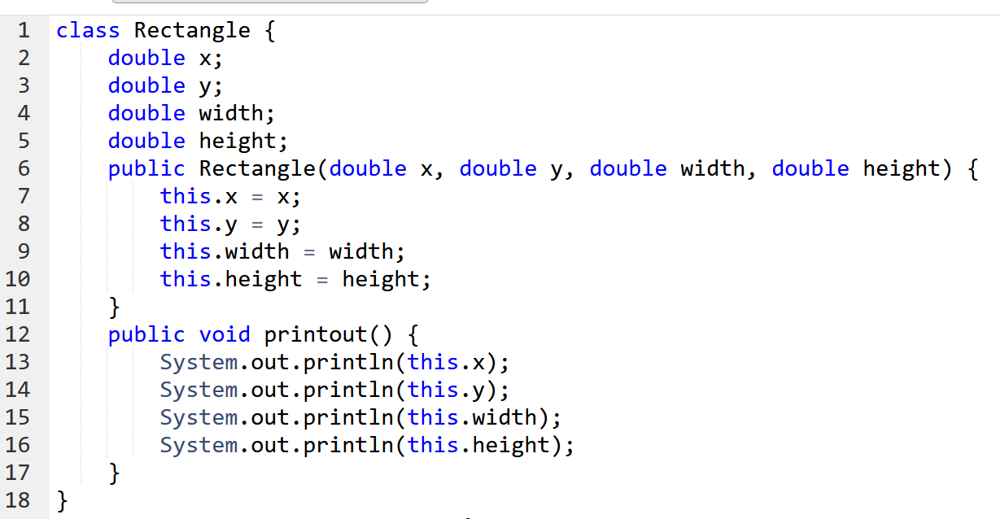 1 class Rectangle {
2     double x;
3     double y;
4     double width;
5     double height;
6     public Rectangle(double x, double y, double width, double height) {
7         this.x = x;
8         this.y = y;
9         this.width = width;
10         this.height = height;
11     }
12     public void printout() {
13         System.out.println(this.x);
14         System.out.println(this.y);
15         System.out.println(this.width);
16         System.out.println(this.height);
17     }
18 }